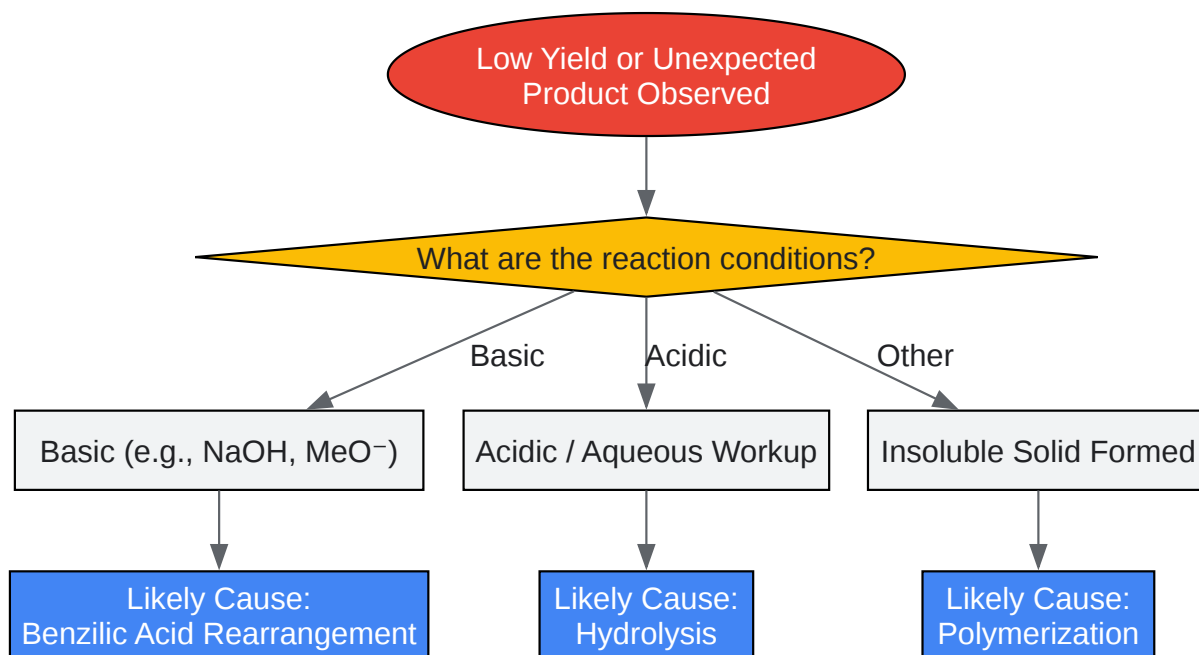 Low Yield or Unexpected
Product Observed
What are the reaction conditions?
Basic
Acidic
Other
Basic (e.g., NaOH, MeO⁻)
Acidic / Aqueous Workup
Insoluble Solid Formed
Likely Cause:
Benzilic Acid Rearrangement
Likely Cause:
Hydrolysis
Likely Cause:
Polymerization